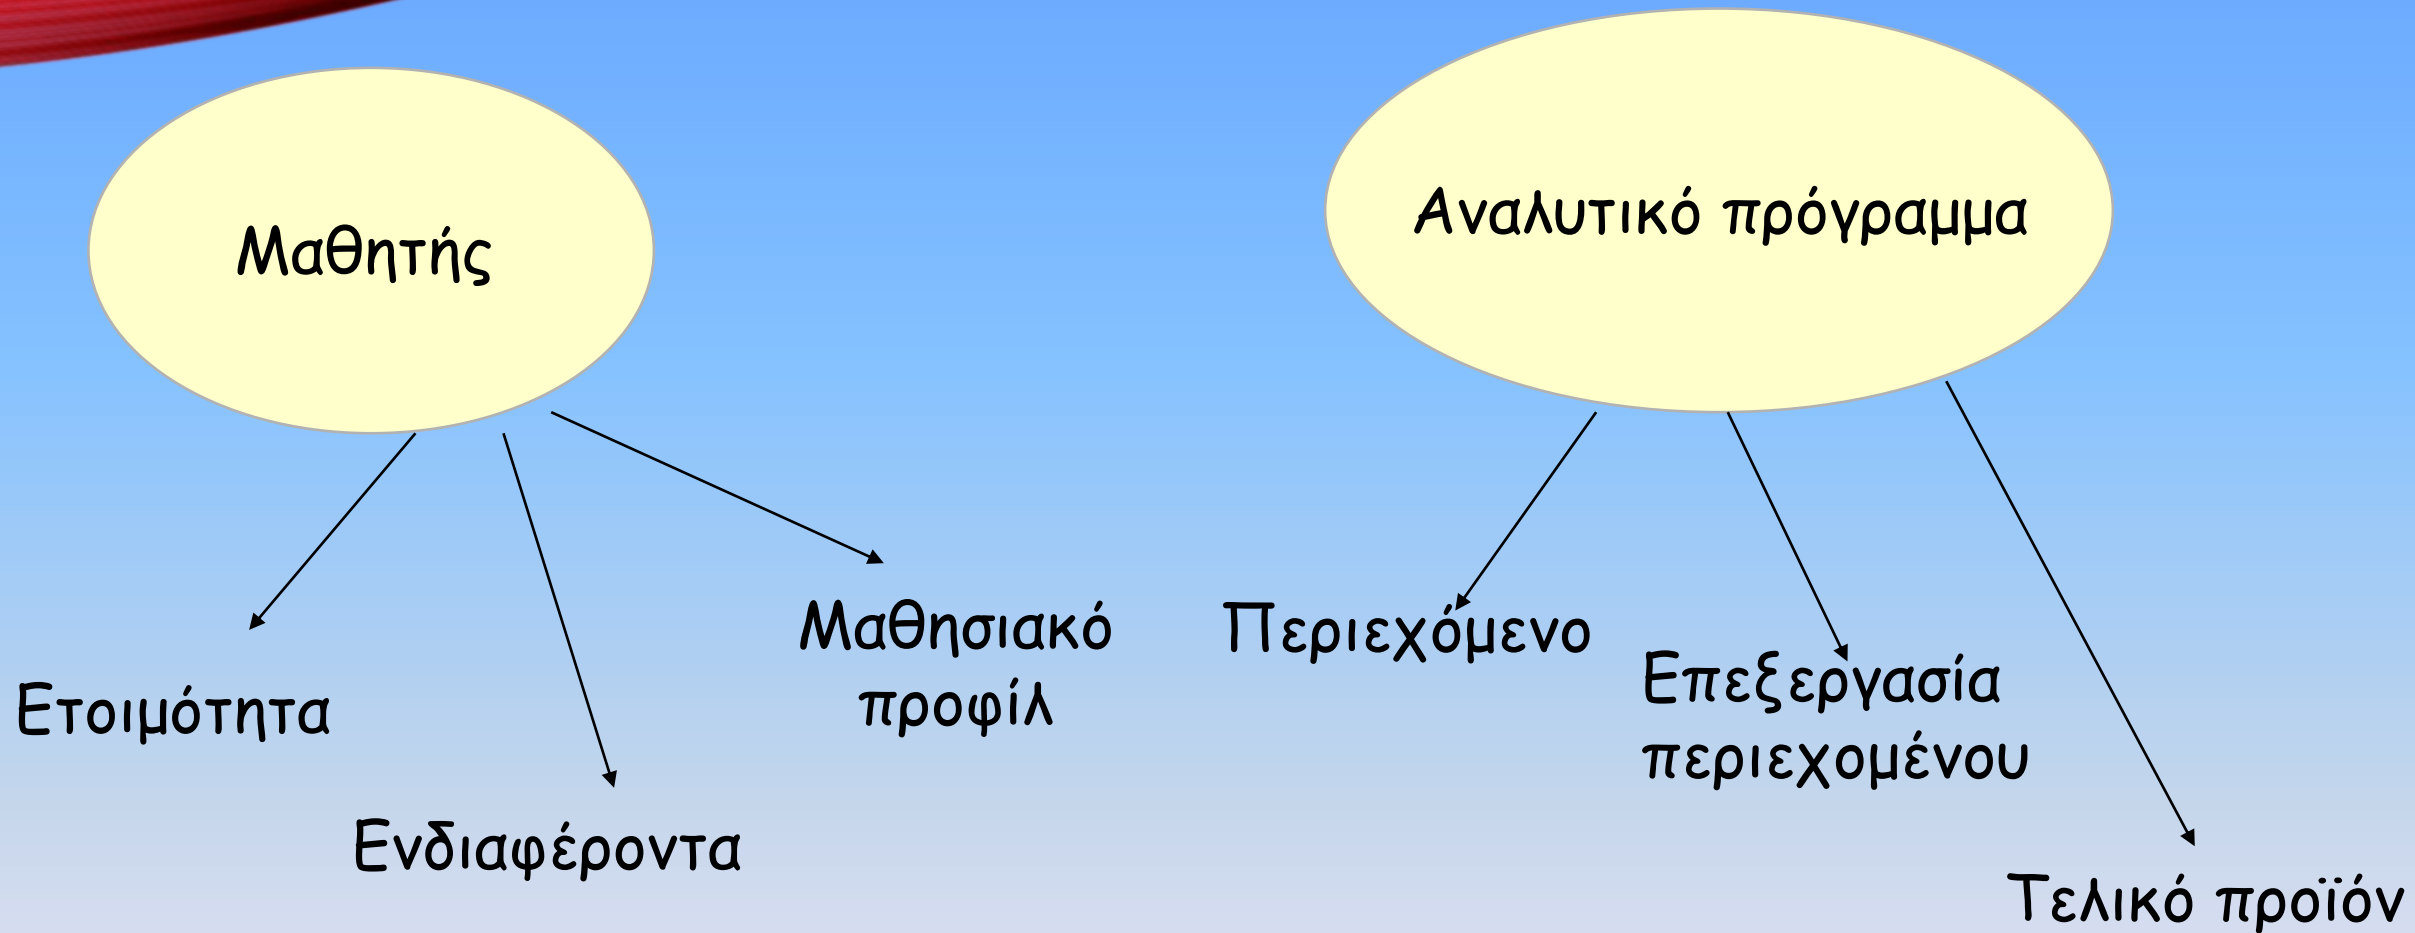 Μαθητής
Αναλυτικό πρόγραμμα
Ετοιμότητα
Ενδιαφέροντα
Μαθησιακό
προφίλ
Περιεχόμενο
Επεξεργασία
περιεχομένου
Τελικό προϊόν